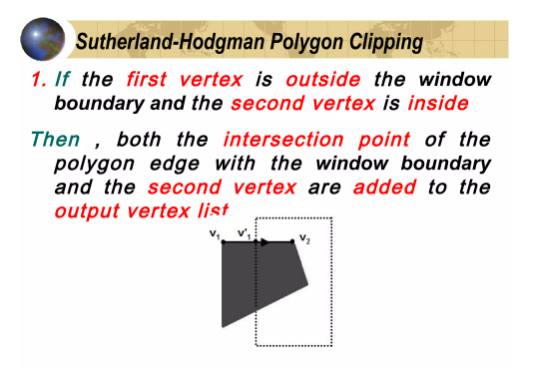 Sutherland-Hodgman Polygon Clipping
1. If the first vertex is outside the window
boundary and the second vertex is inside
Then , both the intersection point of the
polygon edge with the window boundary
and the second vertex are added to the
output vertex list
v₁ v'₁ v₂